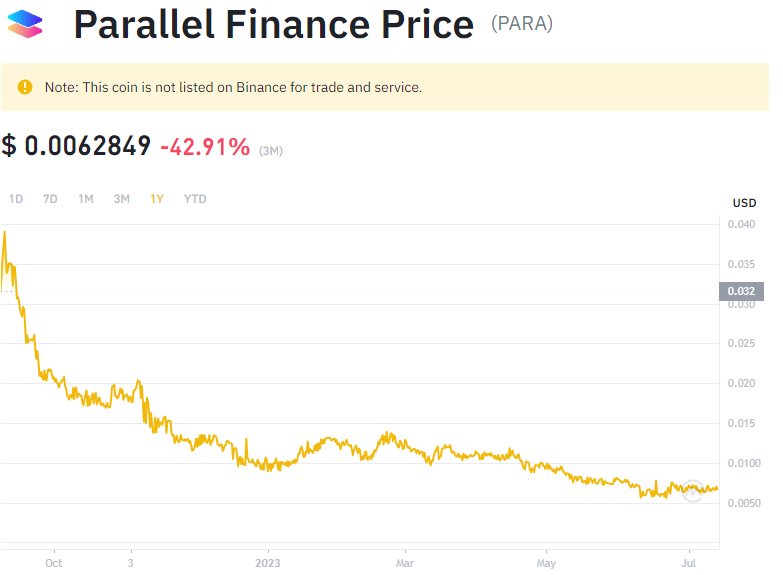 Parallel Finance Price (PARA)
Note: This coin is not listed on Binance for trade and service.
$ 0.0062849 -42.91% (3M)
1D 7D 1M 3M 1Y YTD
USD
0.040
0.035
0.032
0.030
0.025
0.020
0.015
0.0100
0.0050
Oct 3 2023 Mar May Jul